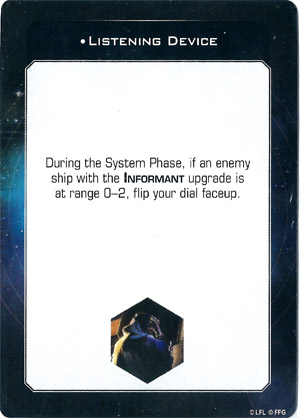 •Listening Device
During the System Phase, if an enemy
ship with the Informant upgrade is
at range 0–2, flip your dial faceup.
© LFL © FFG